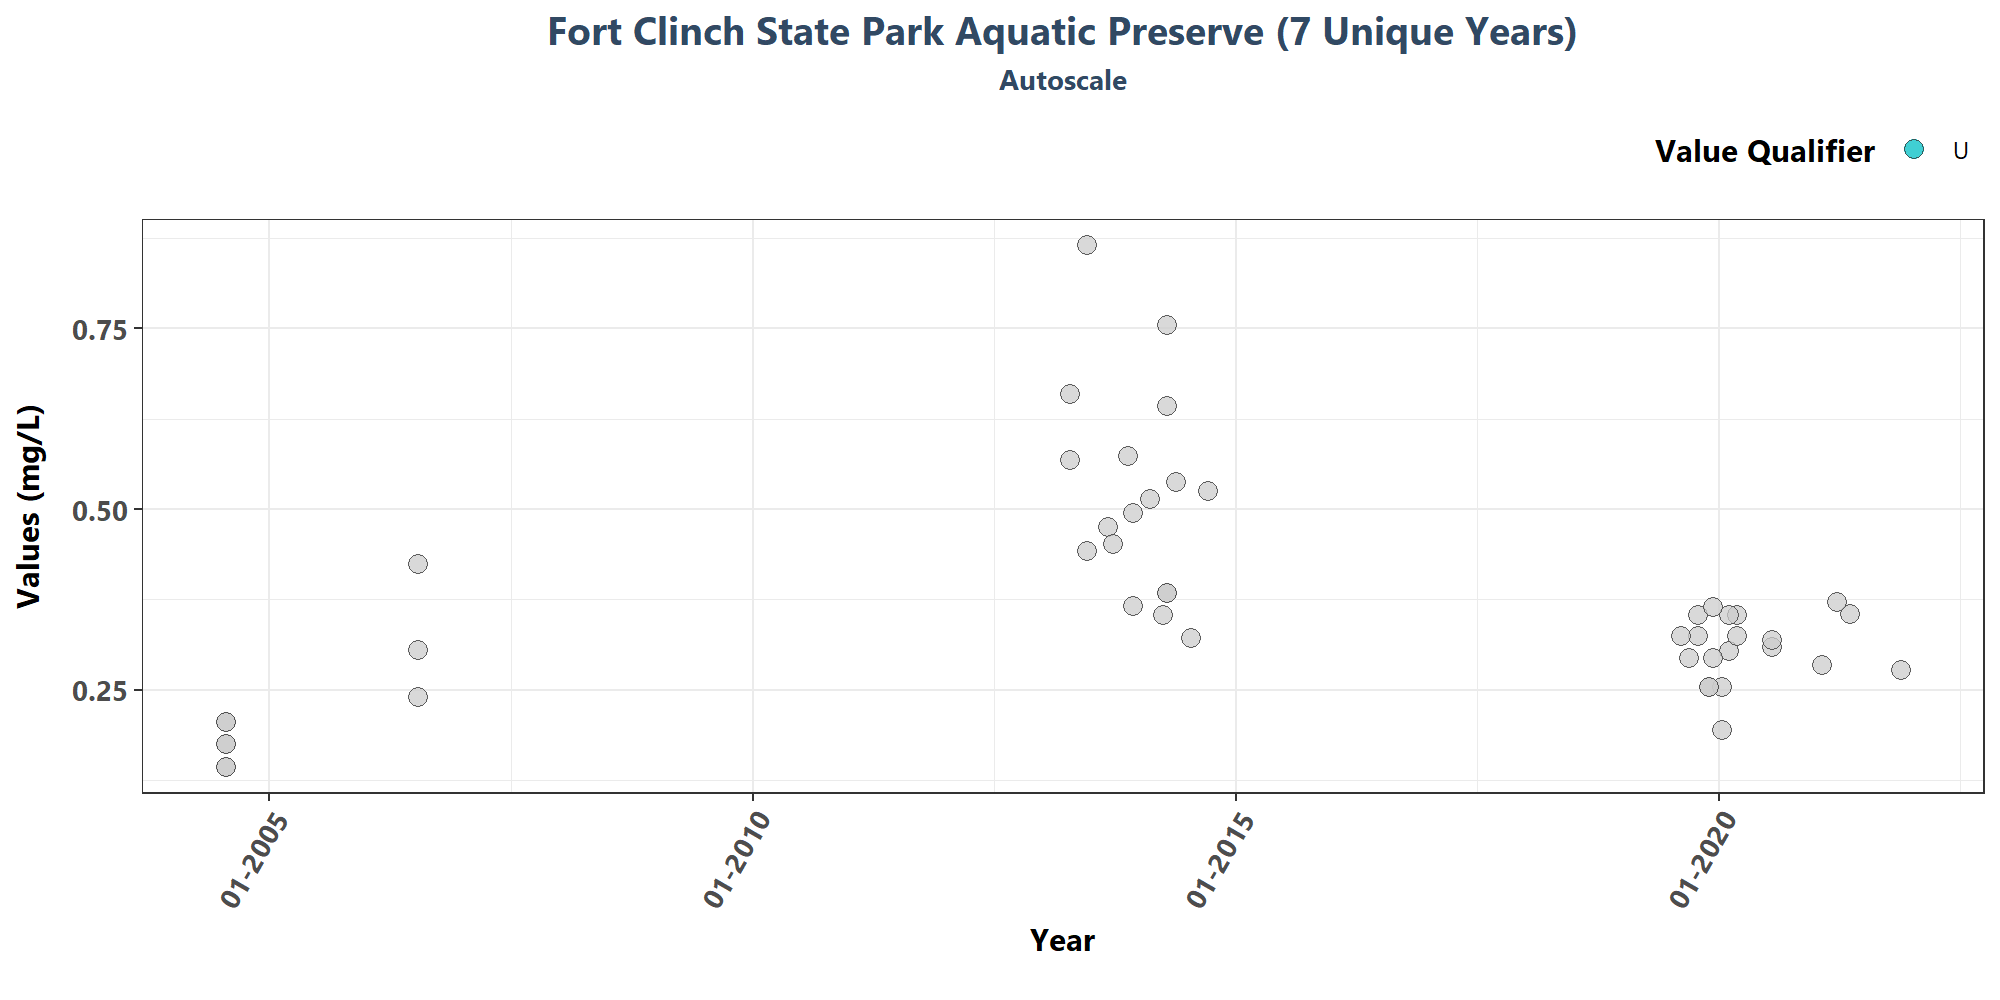 Fort Clinch State Park Aquatic Preserve (7 Unique Years)
Autoscale
Value Qualifier U
Values (mg/L)
0.75
0.50
0.25
01-2005 01-2010 01-2015 01-2020
Year